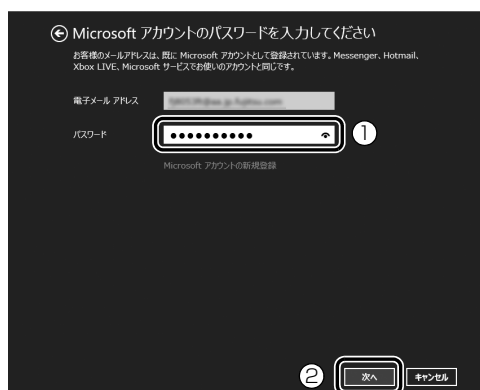 Microsoft アカウントのパスワードを入力してください
お客様のメールアドレスは、既に Microsoft アカウントとして登録されています。Messenger、Hotmail、
Xbox LIVE、Microsoft サービスでお使いのアカウントと同じです。
電子メール アドレス
パスワード ●●●●●●●●●● ①
Microsoft アカウントの新規登録
② 次へ キャンセル